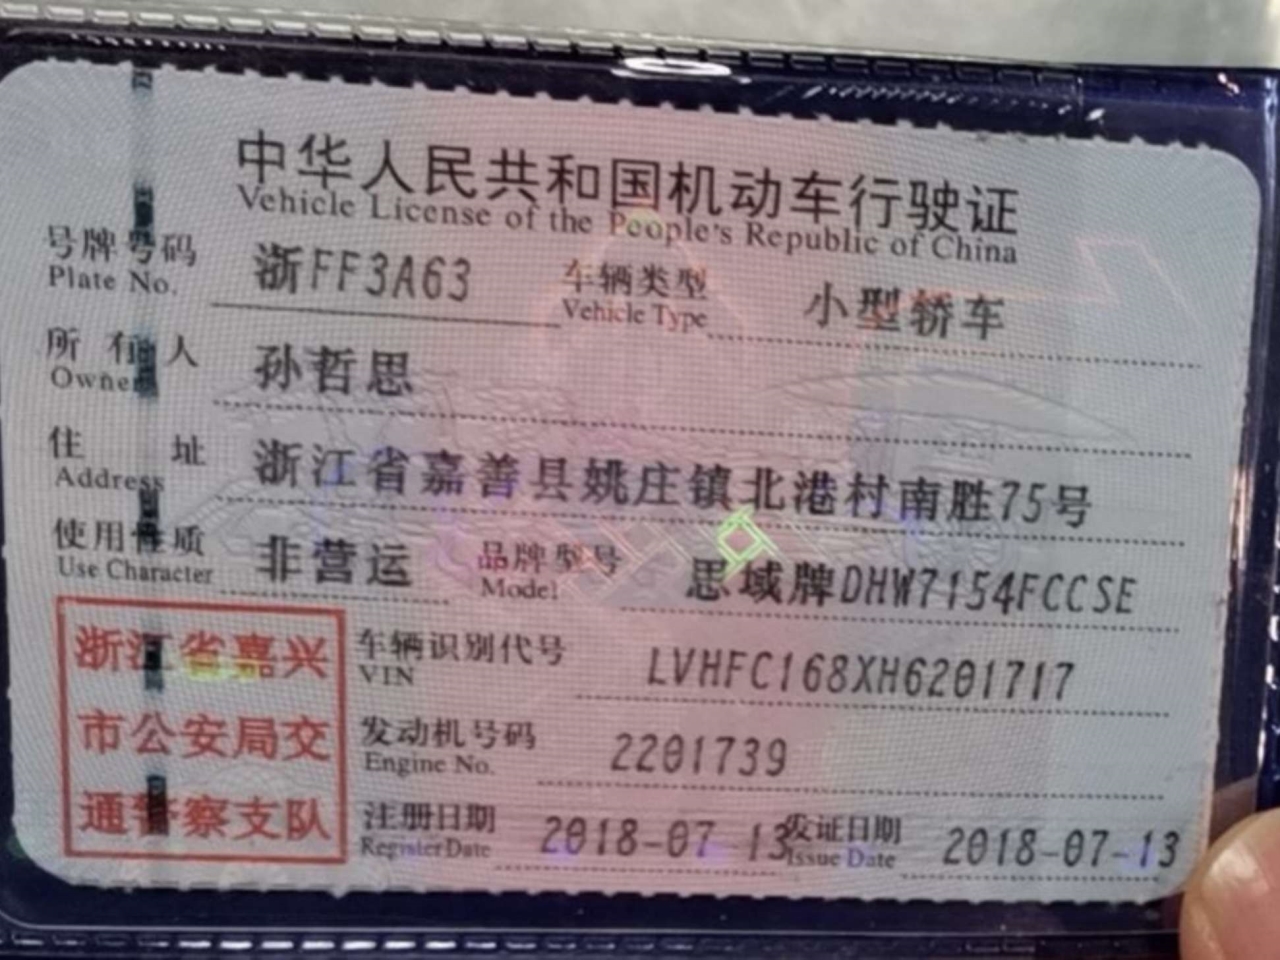 中华人民共和国机动车行驶证
Vehicle License of the People's Republic of China
号牌号码 浙FF3A63 车辆类型 小型轿车
Plate No. Vehicle Type
所有人 孙哲思
Owner
住址 浙江省嘉善县姚庄镇北港村南胜75号
Address
使用性质 非营运 品牌型号 思域牌DHW7154FCCSE
Use Character Model
浙江省嘉兴
市公安局交
通警察支队
车辆识别代号 LVHFC168XH6201717
VIN
发动机号码 2201739
Engine No.
注册日期 2018-07-13 发证日期 2018-07-13
Register Date Issue Date